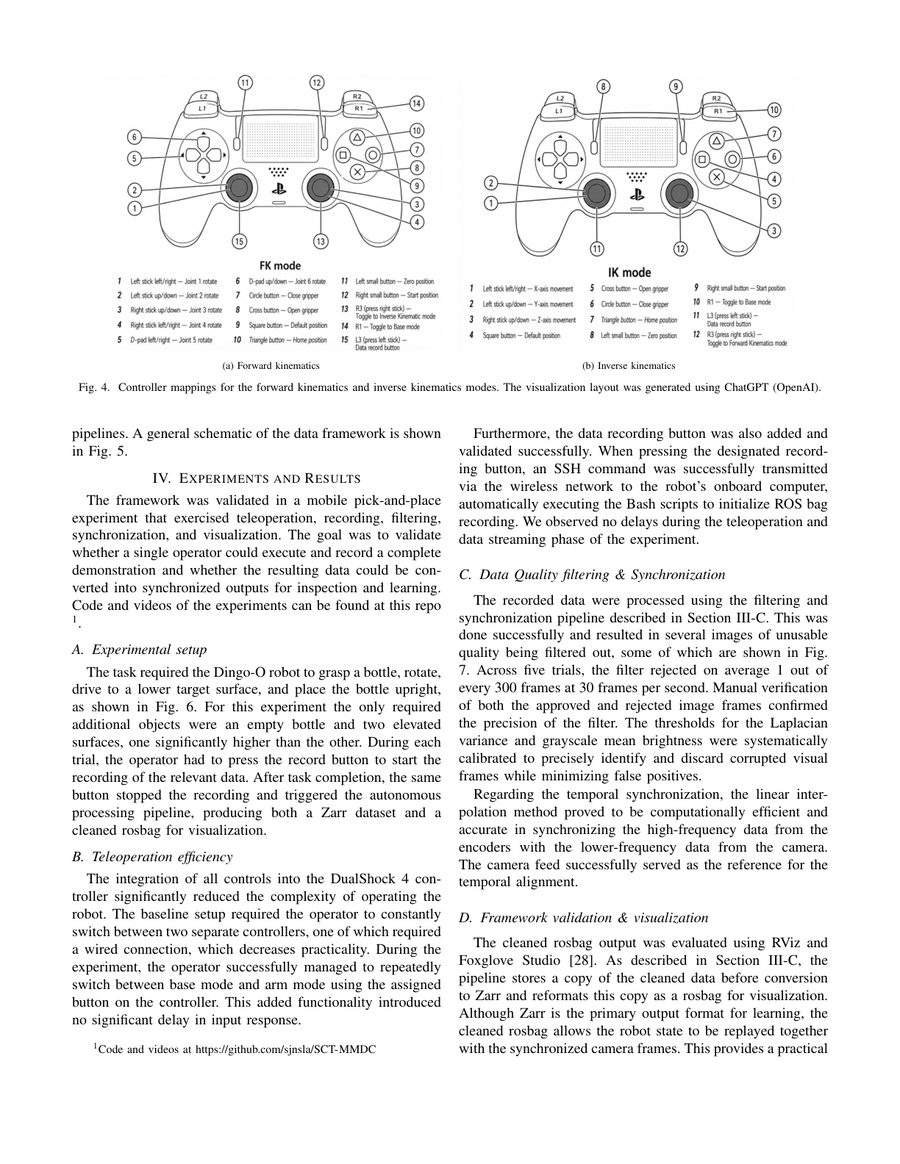 11
12
L2
L1
R2
R1
14
6
5
2
1
10
7
8
9
3
4
15
13
FK mode
1 Left stick left/right — Joint 1 rotate
2 Left stick up/down — Joint 2 rotate
3 Right stick up/down — Joint 3 rotate
4 Right stick left/right — Joint 4 rotate
5 D-pad left/right — Joint 5 rotate
6 D-pad up/down — Joint 6 rotate
7 Circle button — Close gripper
8 Cross button — Open gripper
9 Square button — Default position
10 Triangle button — Home position
11 Left small button — Zero position
12 Right small button — Start position
13 R3 (press right stick) —
Toggle to Inverse Kinematic mode
14 R1 — Toggle to Base mode
15 L3 (press left stick) —
Data record button
(a) Forward kinematics
8
9
L2
L1
R2
R1
10
7
6
4
5
2
1
3
11
12
IK mode
1 Left stick left/right — X-axis movement
2 Left stick up/down — Y-axis movement
3 Right stick up/down — Z-axis movement
4 Square button — Default position
5 Cross button — Open gripper
6 Circle button — Close gripper
7 Triangle button — Home position
8 Left small button — Zero position
9 Right small button — Start position
10 R1 — Toggle to Base mode
11 L3 (press left stick) —
Data record button
12 R3 (press right stick) —
Toggle to Forward Kinematics mode
(b) Inverse kinematics
Fig. 4. Controller mappings for the forward kinematics and inverse kinematics modes. The visualization layout was generated using ChatGPT (OpenAI).
pipelines. A general schematic of the data framework is shown
in Fig. 5.
IV. EXPERIMENTS AND RESULTS
The framework was validated in a mobile pick-and-place
experiment that exercised teleoperation, recording, filtering,
synchronization, and visualization. The goal was to validate
whether a single operator could execute and record a complete
demonstration and whether the resulting data could be con-
verted into synchronized outputs for inspection and learning.
Code and videos of the experiments can be found at this repo
1.
A. Experimental setup
The task required the Dingo-O robot to grasp a bottle, rotate,
drive to a lower target surface, and place the bottle upright,
as shown in Fig. 6. For this experiment the only required
additional objects were an empty bottle and two elevated
surfaces, one significantly higher than the other. During each
trial, the operator had to press the record button to start the
recording of the relevant data. After task completion, the same
button stopped the recording and triggered the autonomous
processing pipeline, producing both a Zarr dataset and a
cleaned rosbag for visualization.
B. Teleoperation efficiency
The integration of all controls into the DualShock 4 con-
troller significantly reduced the complexity of operating the
robot. The baseline setup required the operator to constantly
switch between two separate controllers, one of which required
a wired connection, which decreases practicality. During the
experiment, the operator successfully managed to repeatedly
switch between base mode and arm mode using the assigned
button on the controller. This added functionality introduced
no significant delay in input response.
1Code and videos at https://github.com/sjnsla/SCT-MMDC
Furthermore, the data recording button was also added and
validated successfully. When pressing the designated record-
ing button, an SSH command was successfully transmitted
via the wireless network to the robot's onboard computer,
automatically executing the Bash scripts to initialize ROS bag
recording. We observed no delays during the teleoperation and
data streaming phase of the experiment.
C. Data Quality filtering & Synchronization
The recorded data were processed using the filtering and
synchronization pipeline described in Section III-C. This was
done successfully and resulted in several images of unusable
quality being filtered out, some of which are shown in Fig.
7. Across five trials, the filter rejected on average 1 out of
every 300 frames at 30 frames per second. Manual verification
of both the approved and rejected image frames confirmed
the precision of the filter. The thresholds for the Laplacian
variance and grayscale mean brightness were systematically
calibrated to precisely identify and discard corrupted visual
frames while minimizing false positives.
Regarding the temporal synchronization, the linear inter-
polation method proved to be computationally efficient and
accurate in synchronizing the high-frequency data from the
encoders with the lower-frequency data from the camera.
The camera feed successfully served as the reference for the
temporal alignment.
D. Framework validation & visualization
The cleaned rosbag output was evaluated using RViz and
Foxglove Studio [28]. As described in Section III-C, the
pipeline stores a copy of the cleaned data before conversion
to Zarr and reformats this copy as a rosbag for visualization.
Although Zarr is the primary output format for learning, the
cleaned rosbag allows the robot state to be replayed together
with the synchronized camera frames. This provides a practical